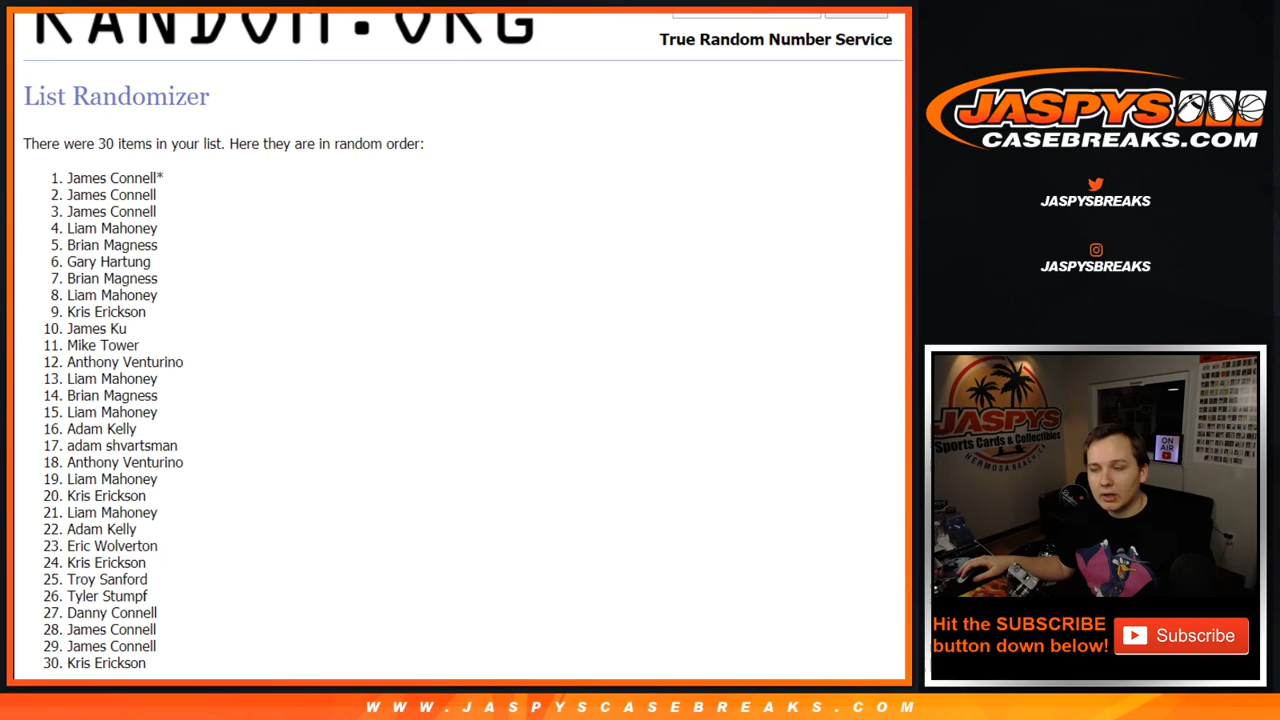 RANDOM.ORG
True Random Number Service
List Randomizer
There were 30 items in your list. Here they are in random order:
1. James Connell*
2. James Connell
3. James Connell
4. Liam Mahoney
5. Brian Magness
6. Gary Hartung
7. Brian Magness
8. Liam Mahoney
9. Kris Erickson
10. James Ku
11. Mike Tower
12. Anthony Venturino
13. Liam Mahoney
14. Brian Magness
15. Liam Mahoney
16. Adam Kelly
17. adam shvartsman
18. Anthony Venturino
19. Liam Mahoney
20. Kris Erickson
21. Liam Mahoney
22. Adam Kelly
23. Eric Wolverton
24. Kris Erickson
25. Troy Sanford
26. Tyler Stumpf
27. Danny Connell
28. James Connell
29. James Connell
30. Kris Erickson
JASPYS
CASEBREAKS.COM
JASPYSBREAKS
JASPYSBREAKS
JASPYS
Sports Cards & Collectibles
HERMOSA BEACH, CA
ON
AIR
Hit the SUBSCRIBE
button down below!
Subscribe
WWW.JASPYSCASEBREAKS.COM